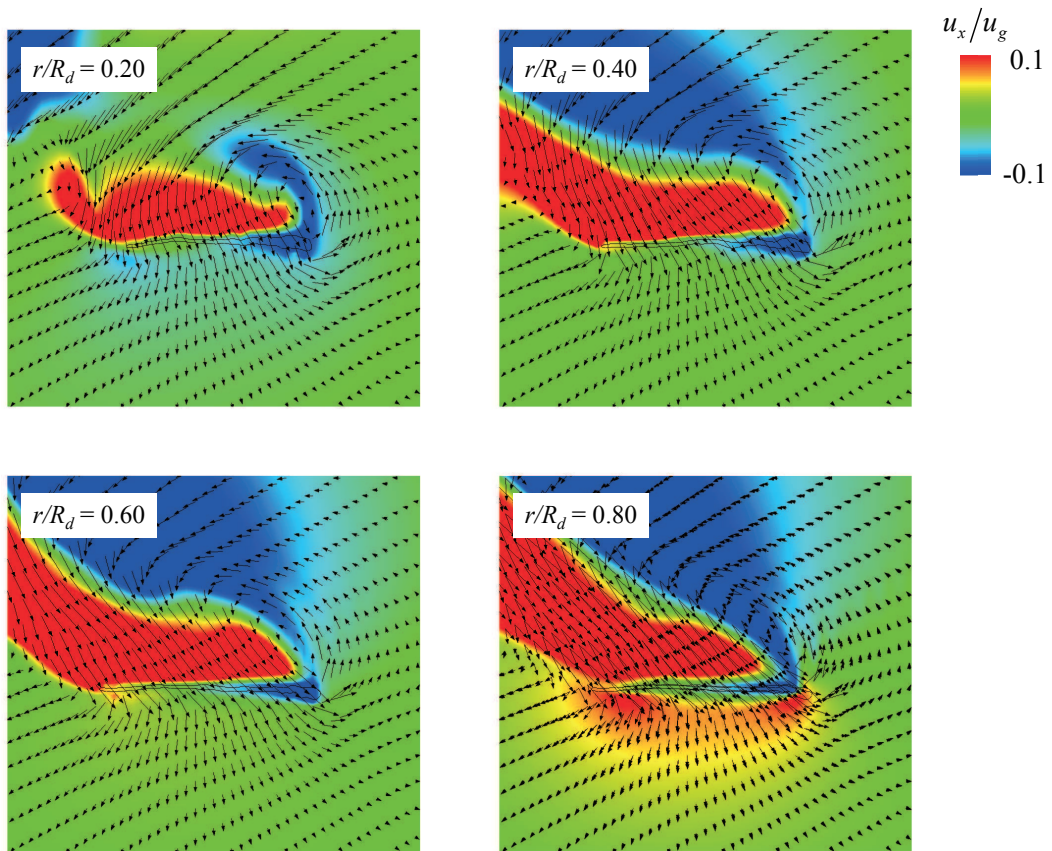 u_x/u_g
0.1
-0.1
r/R_d = 0.20
r/R_d = 0.40
r/R_d = 0.60
r/R_d = 0.80